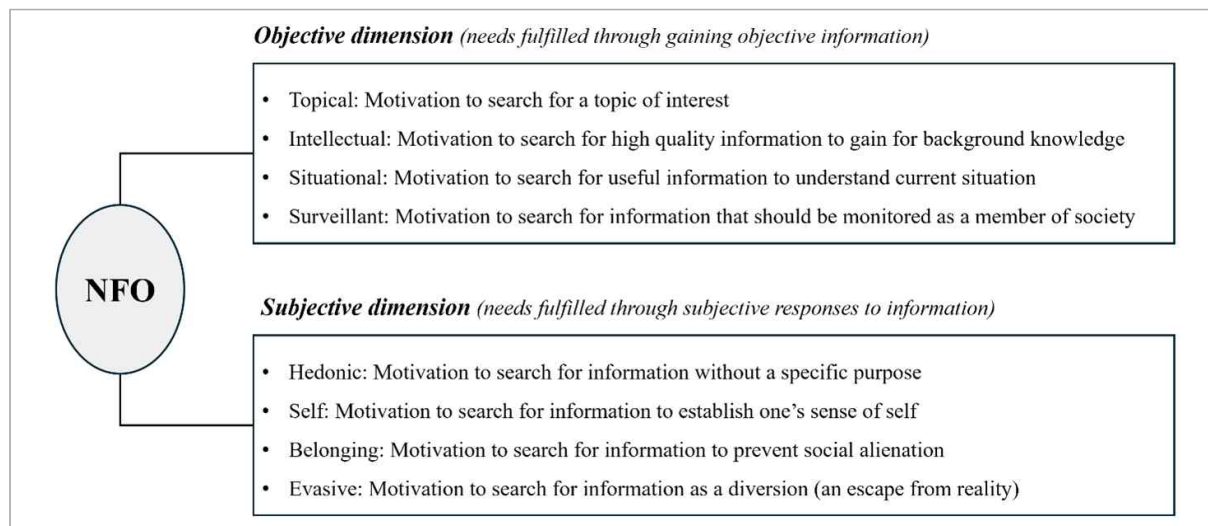 Objective dimension (needs fulfilled through gaining objective information)
• Topical: Motivation to search for a topic of interest
• Intellectual: Motivation to search for high quality information to gain for background knowledge
• Situational: Motivation to search for useful information to understand current situation
• Surveillant: Motivation to search for information that should be monitored as a member of society
NFO
Subjective dimension (needs fulfilled through subjective responses to information)
• Hedonic: Motivation to search for information without a specific purpose
• Self: Motivation to search for information to establish one’s sense of self
• Belonging: Motivation to search for information to prevent social alienation
• Evasive: Motivation to search for information as a diversion (an escape from reality)